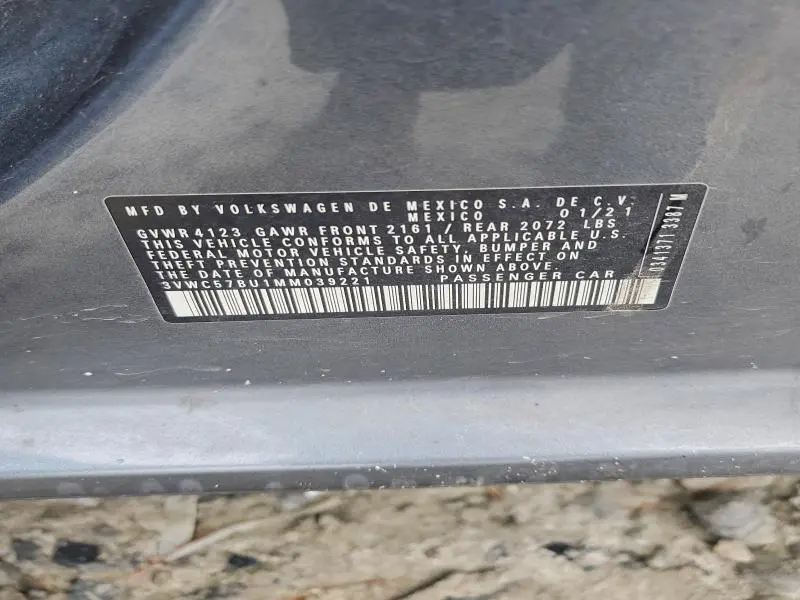 MFD BY VOLKSWAGEN DE MEXICO S.A. DE C.V.
MEXICO 01/21
GVWR 4123 GAWR FRONT 2161 / REAR 2072 LBS
THIS VEHICLE CONFORMS TO ALL APPLICABLE U.S.
FEDERAL MOTOR VEHICLE SAFETY, BUMPER AND
THEFT PREVENTION STANDARDS IN EFFECT ON
THE DATE OF MANUFACTURE SHOWN ABOVE.
3VWC57BU1MM039221 PASSENGER CAR
0341371 3387 M